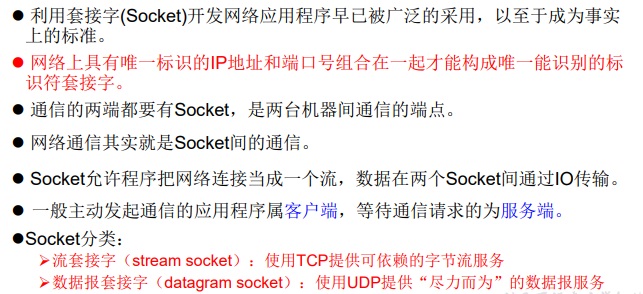 ● 利用套接字(Socket)开发网络应用程序早已被广泛的采用，以至于成为事实
上的标准。
● 网络上具有唯一标识的IP地址和端口号组合在一起才能构成唯一能识别的标
识符套接字。
● 通信的两端都要有Socket，是两台机器间通信的端点。
● 网络通信其实就是Socket间的通信。
● Socket允许程序把网络连接当成一个流，数据在两个Socket间通过IO传输。
● 一般主动发起通信的应用程序属客户端，等待通信请求的为服务端。
●Socket分类：
➢流套接字（stream socket）：使用TCP提供可依赖的字节流服务
➢数据报套接字（datagram socket）：使用UDP提供“尽力而为”的数据报服务